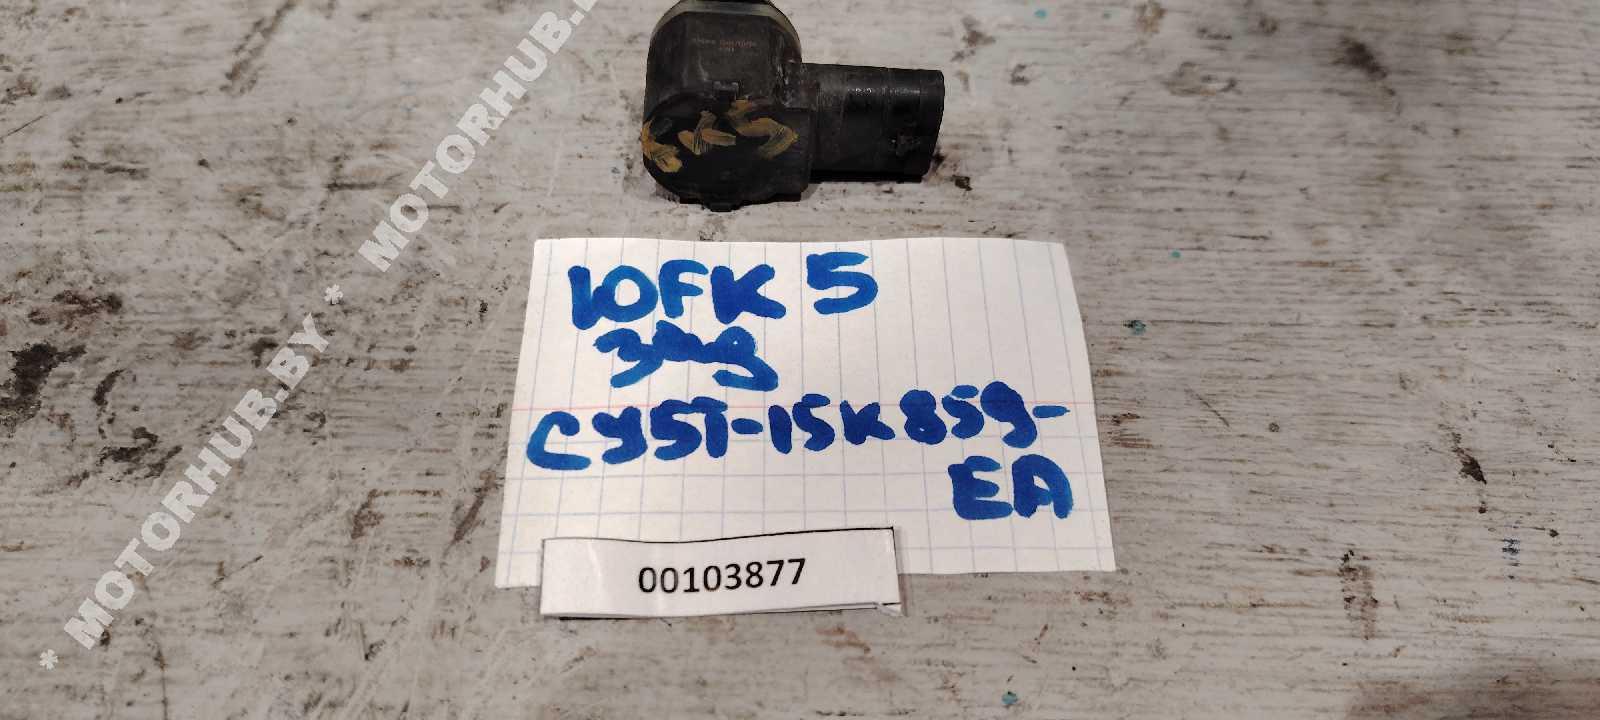 * MOTORHUB.BY * MOTORHUB.B
10FK 5
зад
CY5T-15K859-
EA
00103877